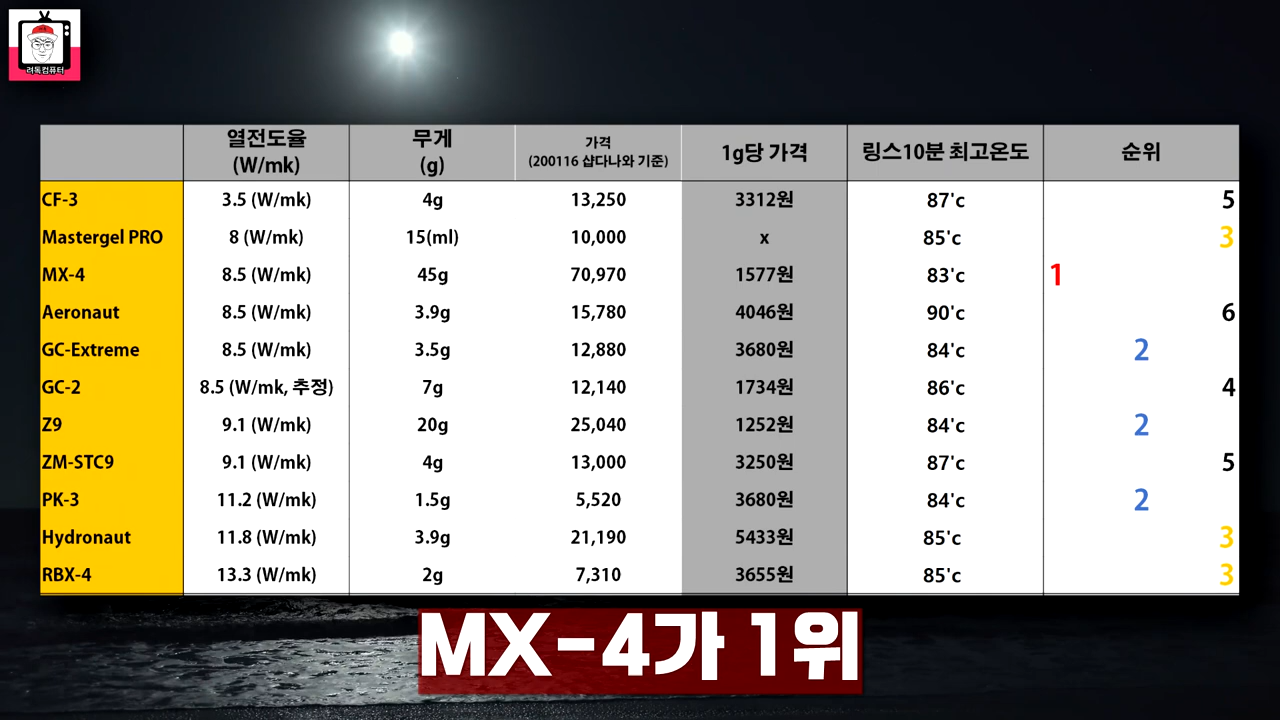 려독컴퓨터
열전도율 (W/mk) 무게 (g) 가격 (200116 샵다나와 기준) 1g당 가격 링스10분 최고온도 순위
CF-3 3.5 (W/mk) 4g 13,250 3312원 87'c 5
Mastergel PRO 8 (W/mk) 15(ml) 10,000 x 85'c 3
MX-4 8.5 (W/mk) 45g 70,970 1577원 83'c 1
Aeronaut 8.5 (W/mk) 3.9g 15,780 4046원 90'c 6
GC-Extreme 8.5 (W/mk) 3.5g 12,880 3680원 84'c 2
GC-2 8.5 (W/mk, 추정) 7g 12,140 1734원 86'c 4
Z9 9.1 (W/mk) 20g 25,040 1252원 84'c 2
ZM-STC9 9.1 (W/mk) 4g 13,000 3250원 87'c 5
PK-3 11.2 (W/mk) 1.5g 5,520 3680원 84'c 2
Hydronaut 11.8 (W/mk) 3.9g 21,190 5433원 85'c 3
RBX-4 13.3 (W/mk) 2g 7,310 3655원 85'c 3
MX-4가 1위